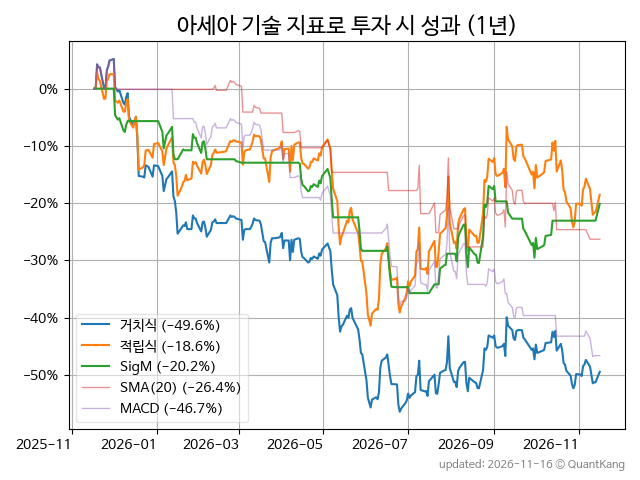 아세아 기술 지표로 투자 시 성과 (1년)
0%
−10%
−20%
−30%
−40%
−50%
거치식 (−49.6%)
적립식 (−18.6%)
SigM (−20.2%)
SMA(20) (−26.4%)
MACD (−46.7%)
2025-11 2026-01 2026-03 2026-05 2026-07 2026-09 2026-11
updated: 2026-11-16 © QuantKang